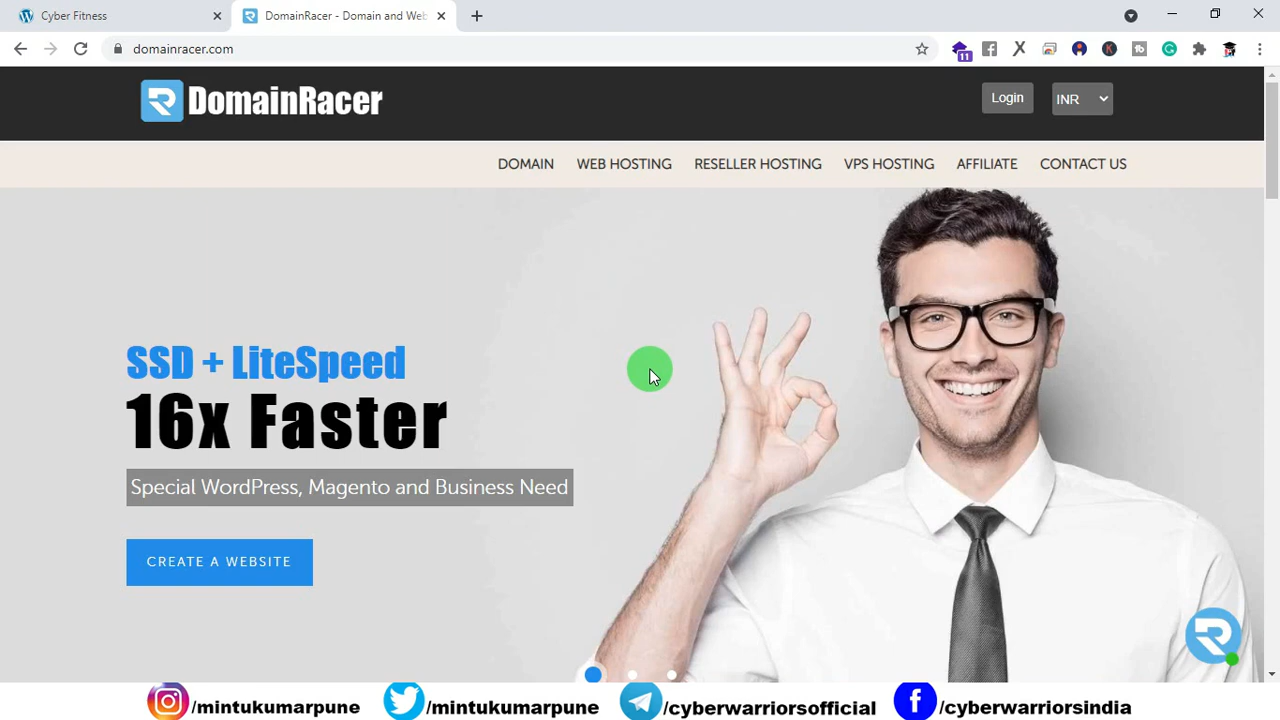 Cyber Fitness
DomainRacer - Domain and Web
domainracer.com
11
DomainRacer
Login
INR
DOMAIN
WEB HOSTING
RESELLER HOSTING
VPS HOSTING
AFFILIATE
CONTACT US
SSD + LiteSpeed
16x Faster
Special WordPress, Magento and Business Need
CREATE A WEBSITE
/mintukumarpune
/mintukumarpune
/cyberwarriorsofficial
/cyberwarriorsindia